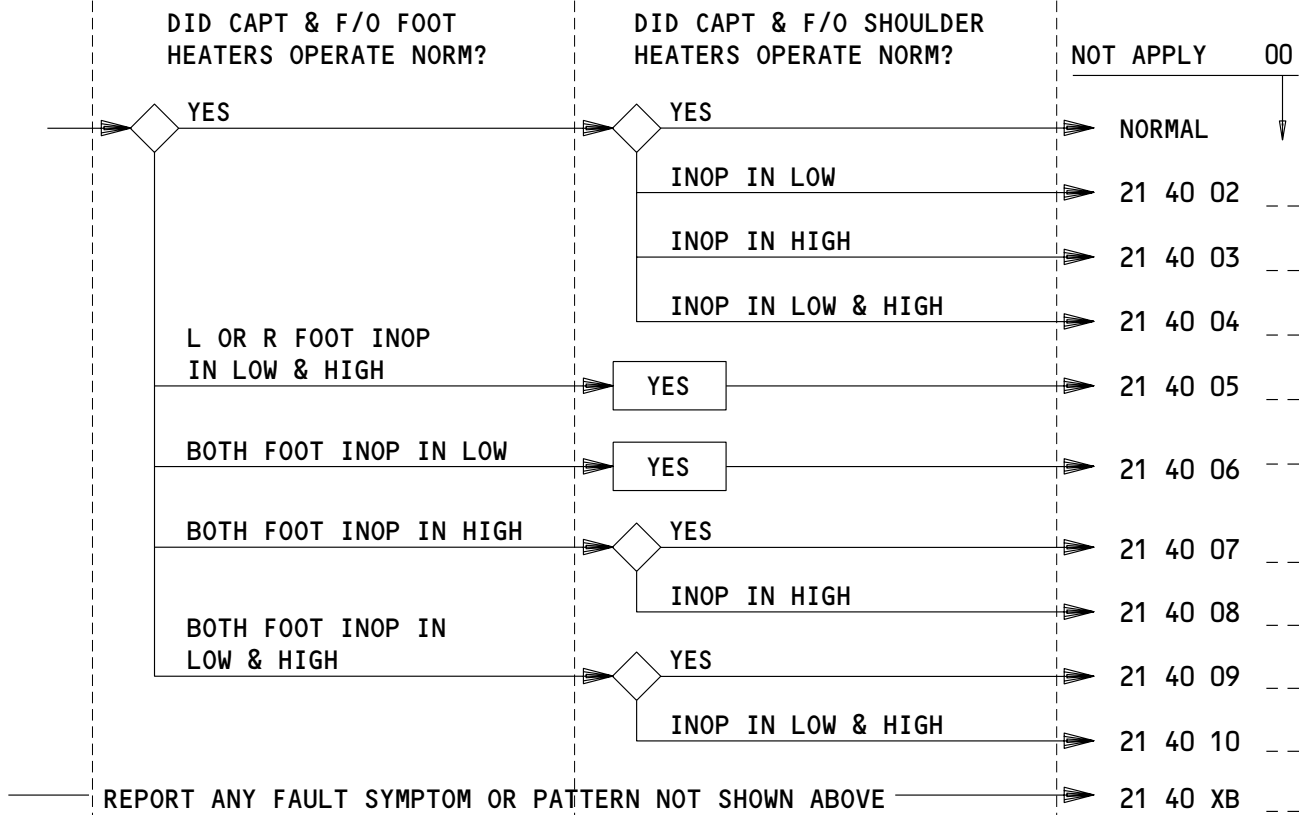 DID CAPT & F/O FOOT
HEATERS OPERATE NORM?
DID CAPT & F/O SHOULDER
HEATERS OPERATE NORM?
NOT APPLY 00
YES
YES
NORMAL
INOP IN LOW
21 40 02 _ _
INOP IN HIGH
21 40 03 _ _
INOP IN LOW & HIGH
21 40 04 _ _
L OR R FOOT INOP
IN LOW & HIGH
YES
21 40 05 _ _
BOTH FOOT INOP IN LOW
YES
21 40 06 _ _
BOTH FOOT INOP IN HIGH
YES
21 40 07 _ _
INOP IN HIGH
21 40 08 _ _
BOTH FOOT INOP IN
LOW & HIGH
YES
21 40 09 _ _
INOP IN LOW & HIGH
21 40 10 _ _
REPORT ANY FAULT SYMPTOM OR PATTERN NOT SHOWN ABOVE
21 40 XB _ _